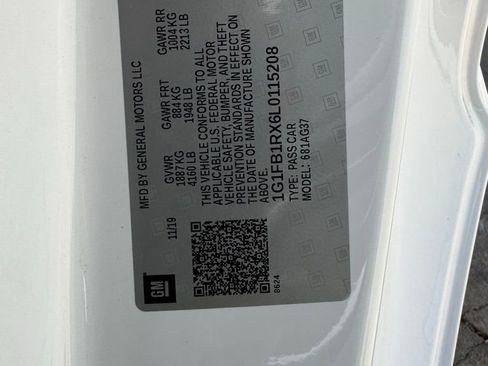 MFD BY GENERAL MOTORS LLC
11/19
GVWR
1887 KG
4160 LB
GAWR FRT
884 KG
1948 LB
GAWR RR
1004 KG
2213 LB
THIS VEHICLE CONFORMS TO ALL
APPLICABLE U.S. FEDERAL MOTOR
VEHICLE SAFETY, BUMPER, AND THEFT
PREVENTION STANDARDS IN EFFECT ON
THE DATE OF MANUFACTURE SHOWN
ABOVE.
1G1FB1RX6L0115208
TYPE: PASS CAR
MODEL: 681AG37
GM
8624